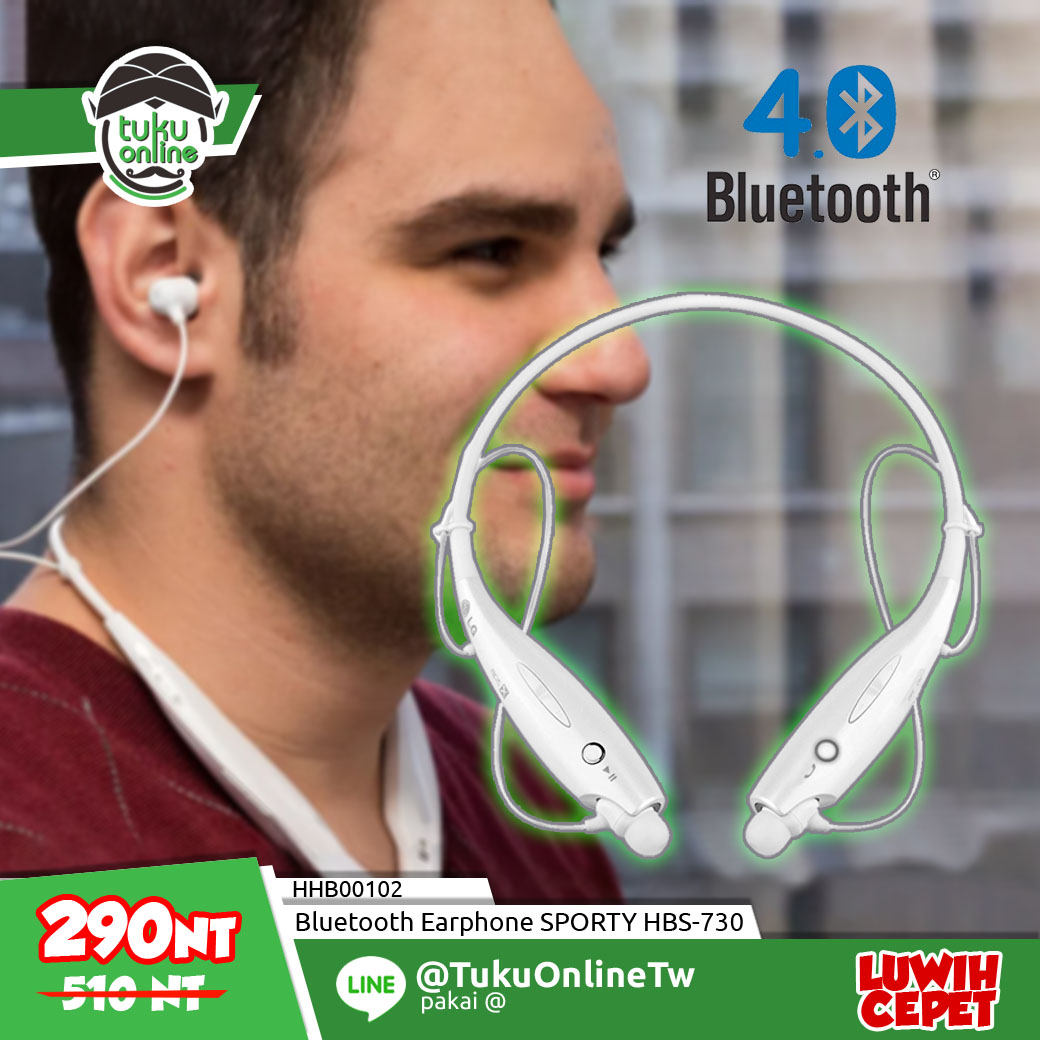 tuku
online
4.0
Bluetooth®
LG
HHB00102
Bluetooth Earphone SPORTY HBS-730
290NT
510 NT
LINE
@TukuOnlineTw
pakai @
LUWIH
CEPET